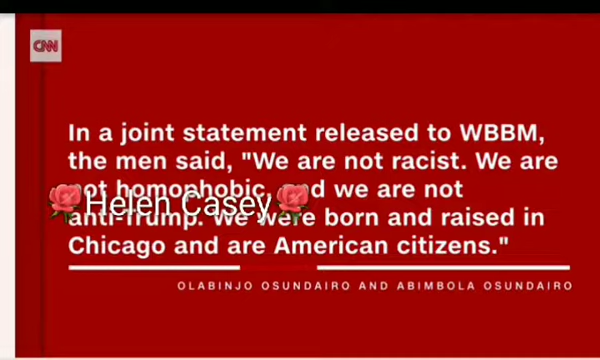 CNN
In a joint statement released to WBBM,
the men said, "We are not racist. We are
not homophobic, and we are not
🌹Helen Casey🌹
anti-Trump. We were born and raised in
Chicago and are American citizens."
OLABINJO OSUNDAIRO AND ABIMBOLA OSUNDAIRO